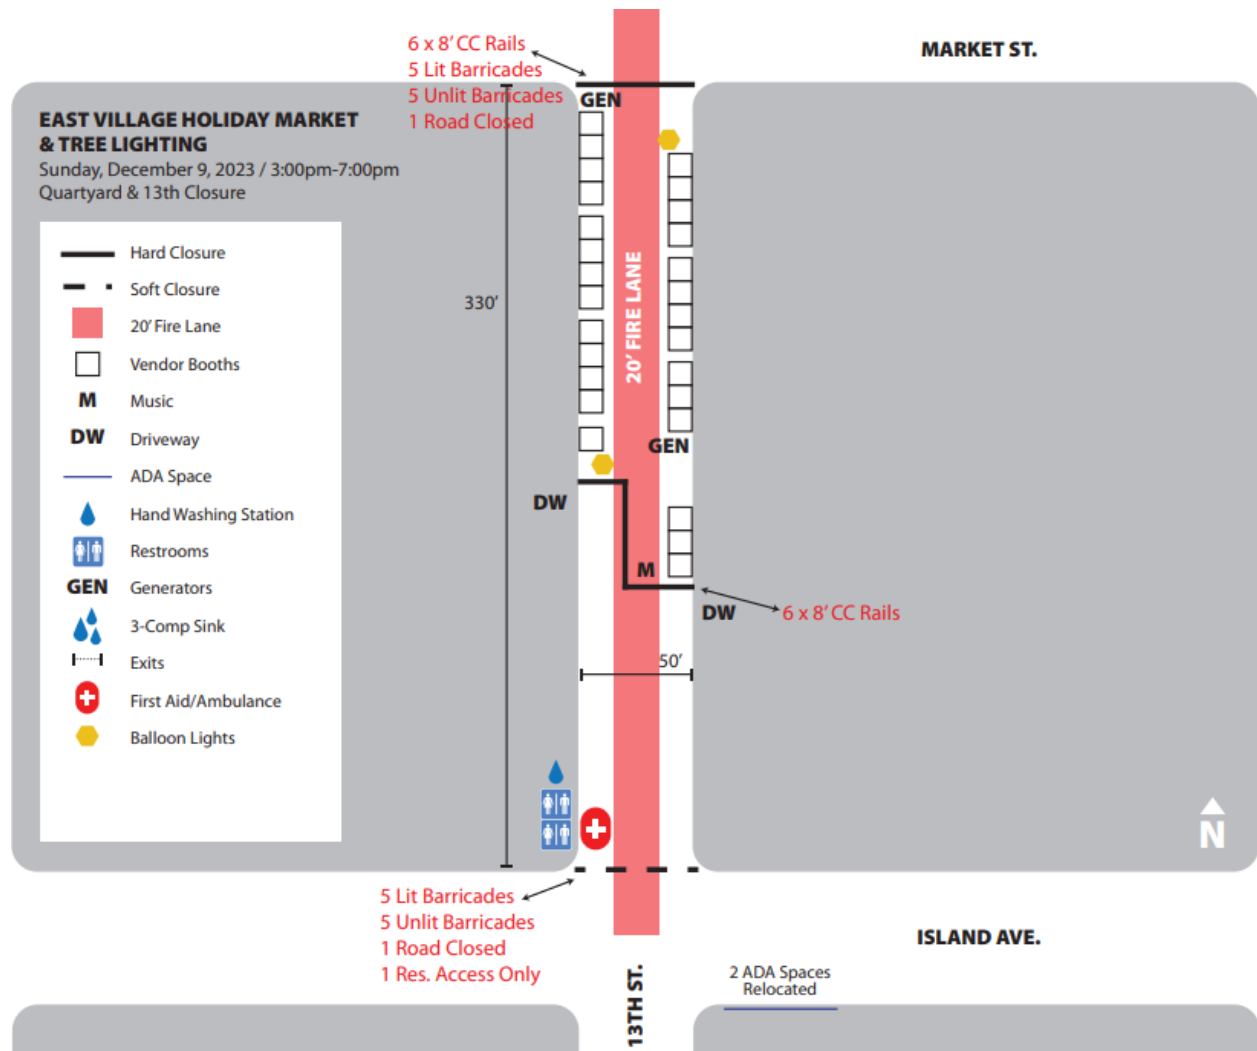 6 x 8' CC Rails
5 Lit Barricades
5 Unlit Barricades
1 Road Closed
MARKET ST.
GEN
EAST VILLAGE HOLIDAY MARKET
& TREE LIGHTING
Sunday, December 9, 2023 / 3:00pm-7:00pm
Quartyard & 13th Closure
Hard Closure
Soft Closure
20' Fire Lane
Vendor Booths
M Music
DW Driveway
ADA Space
Hand Washing Station
Restrooms
GEN Generators
3-Comp Sink
Exits
First Aid/Ambulance
Balloon Lights
330'
20' FIRE LANE
GEN
DW
M
DW
6 x 8' CC Rails
50'
N
5 Lit Barricades
5 Unlit Barricades
1 Road Closed
1 Res. Access Only
ISLAND AVE.
13TH ST.
2 ADA Spaces
Relocated